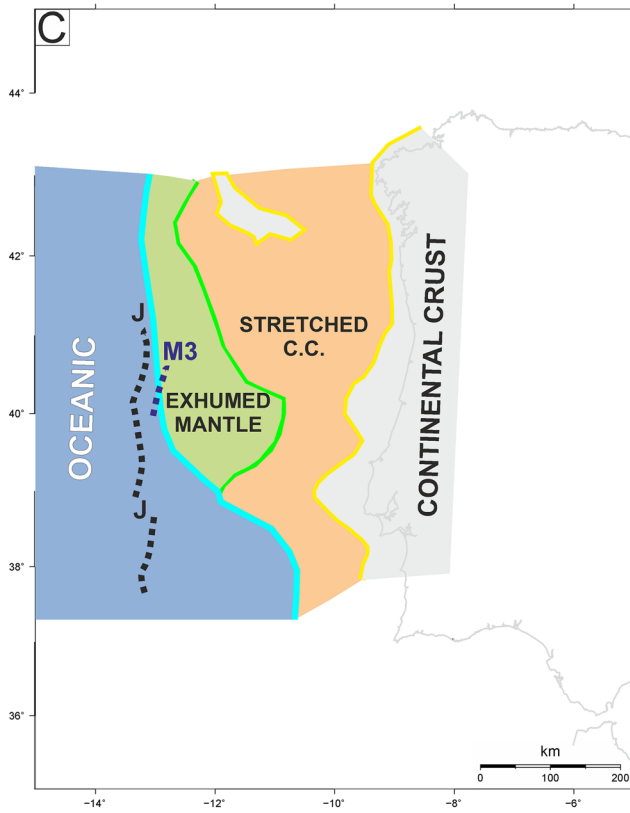 C
44°
42°
J
M3
STRETCHED
C.C.
CONTINENTAL CRUST
OCEANIC
40°
EXHUMED
MANTLE
J
38°
36°
km
0 100 200
−14° −12° −10° −8° −6°